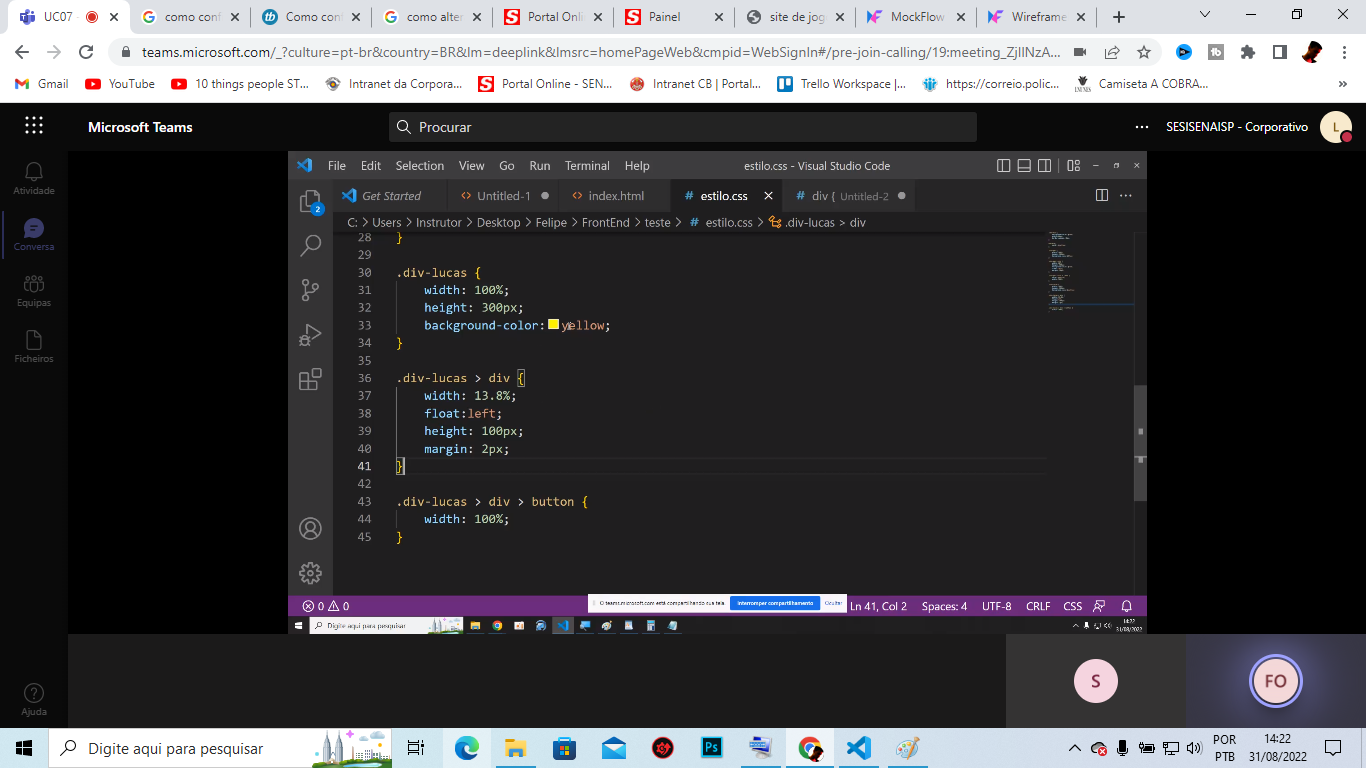 UC07
como conf
Como conf
como alter
Portal Onli
Painel
site de jog
MockFlow
Wireframe
teams.microsoft.com/_?culture=pt-br&country=BR&lm=deeplink&lmsrc=homePageWeb&cmpid=WebSignIn#/pre-join-calling/19:meeting_ZjIlNzA...
Gmail
YouTube
10 things people ST...
Intranet da Corpora...
Portal Online - SEN...
Intranet CB | Portal...
Trello Workspace |...
https://correio.polic...
Camiseta A COBRA...
»
Microsoft Teams
Procurar
SESISENAISP - Corporativo
L
Atividade
Conversa
Equipas
Ficheiros
Ajuda
File Edit Selection View Go Run Terminal Help
estilo.css - Visual Studio Code
Get Started
Untitled-1
index.html
# estilo.css
# div { Untitled-2
2
C: > Users > Instrutor > Desktop > Felipe > FrontEnd > teste > # estilo.css > .div-lucas > div
28 }
29
30 .div-lucas {
31 width: 100%;
32 height: 300px;
33 background-color: yellow;
34 }
35
36 .div-lucas > div {
37 width: 13.8%;
38 float:left;
39 height: 100px;
40 margin: 2px;
41 }
42
43 .div-lucas > div > button {
44 width: 100%;
45 }
0 0
O teams.microsoft.com está compartilhando sua tela.
Interromper compartilhamento
Ocultar
Ln 41, Col 2 Spaces: 4 UTF-8 CRLF CSS
Digite aqui para pesquisar
14:22
31/08/2022
S
FO
Digite aqui para pesquisar
Ps
POR
PTB
14:22
31/08/2022